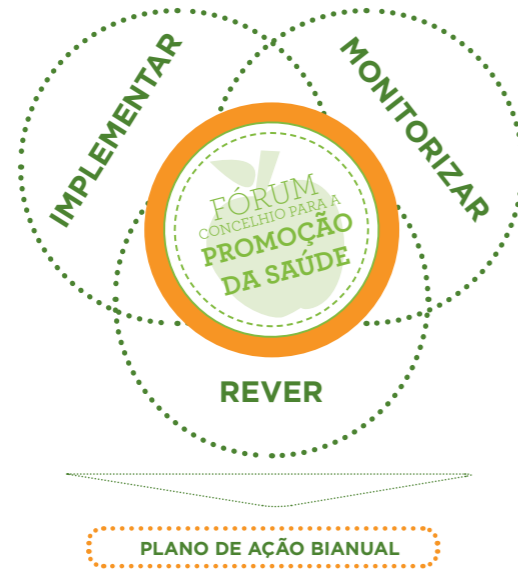 IMPLEMENTAR
MONITORIZAR
FÓRUM
CONCELHIO PARA A
PROMOÇÃO
DA SAÚDE
REVER
PLANO DE AÇÃO BIANUAL